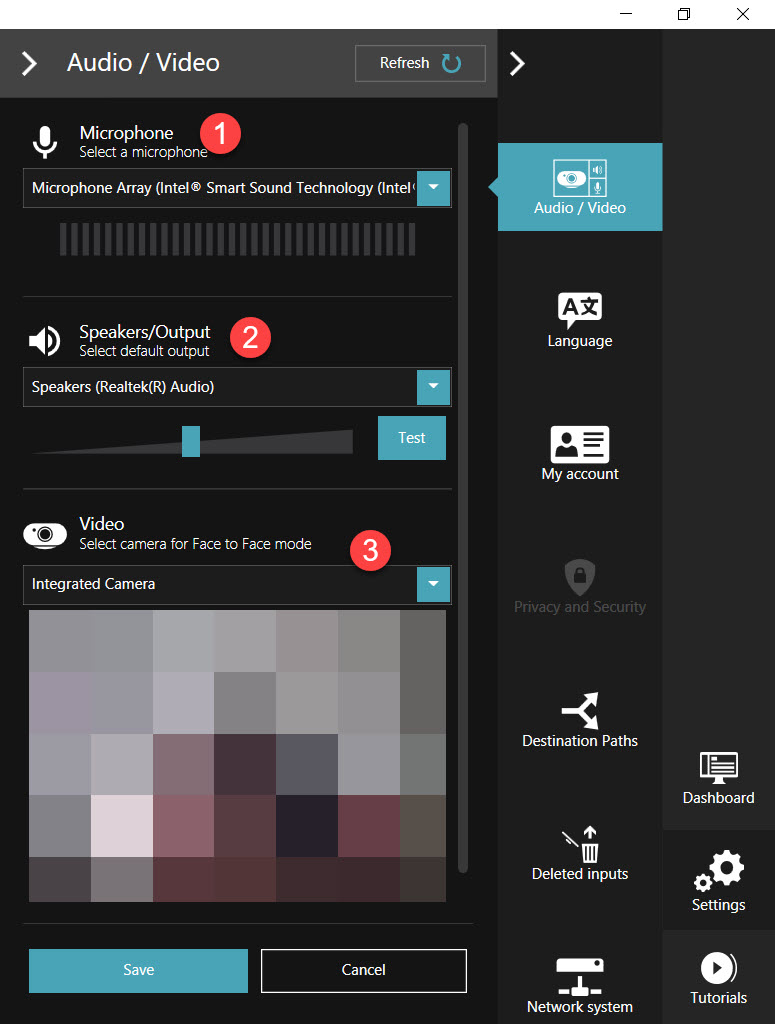 Audio / Video
Refresh
Microphone
1
Select a microphone
Microphone Array (Intel® Smart Sound Technology (Intel®
Speakers/Output
2
Select default output
Speakers (Realtek(R) Audio)
Test
Video
Select camera for Face to Face mode
3
Integrated Camera
Save
Cancel
Audio / Video
Language
My account
Privacy and Security
Destination Paths
Deleted inputs
Network system
Dashboard
Settings
Tutorials